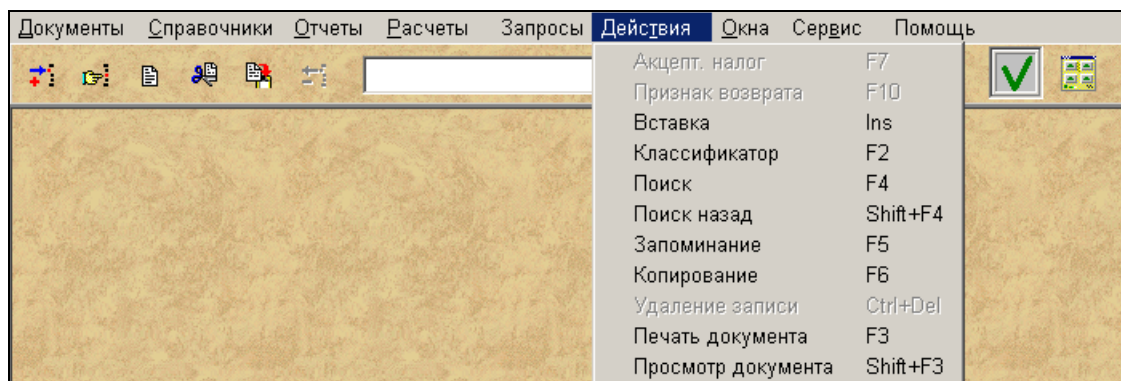 Документы Справочники Отчеты Расчеты Запросы Действия Окна Сервис Помощь
Акцепт. налог F7
Признак возврата F10
Вставка Ins
Классификатор F2
Поиск F4
Поиск назад Shift+F4
Запоминание F5
Копирование F6
Удаление записи Ctrl+Del
Печать документа F3
Просмотр документа Shift+F3